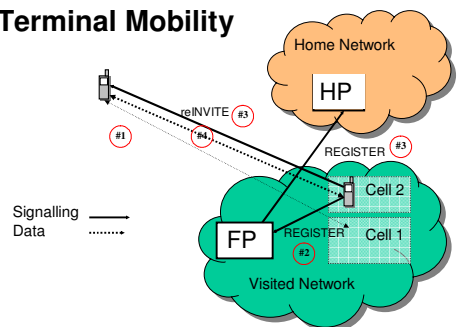 Terminal Mobility
Home Network
HP
reINVITE #3
#1
#4
REGISTER #3
Cell 2
Signalling
Data
FP
REGISTER
#2
Cell 1
Visited Network